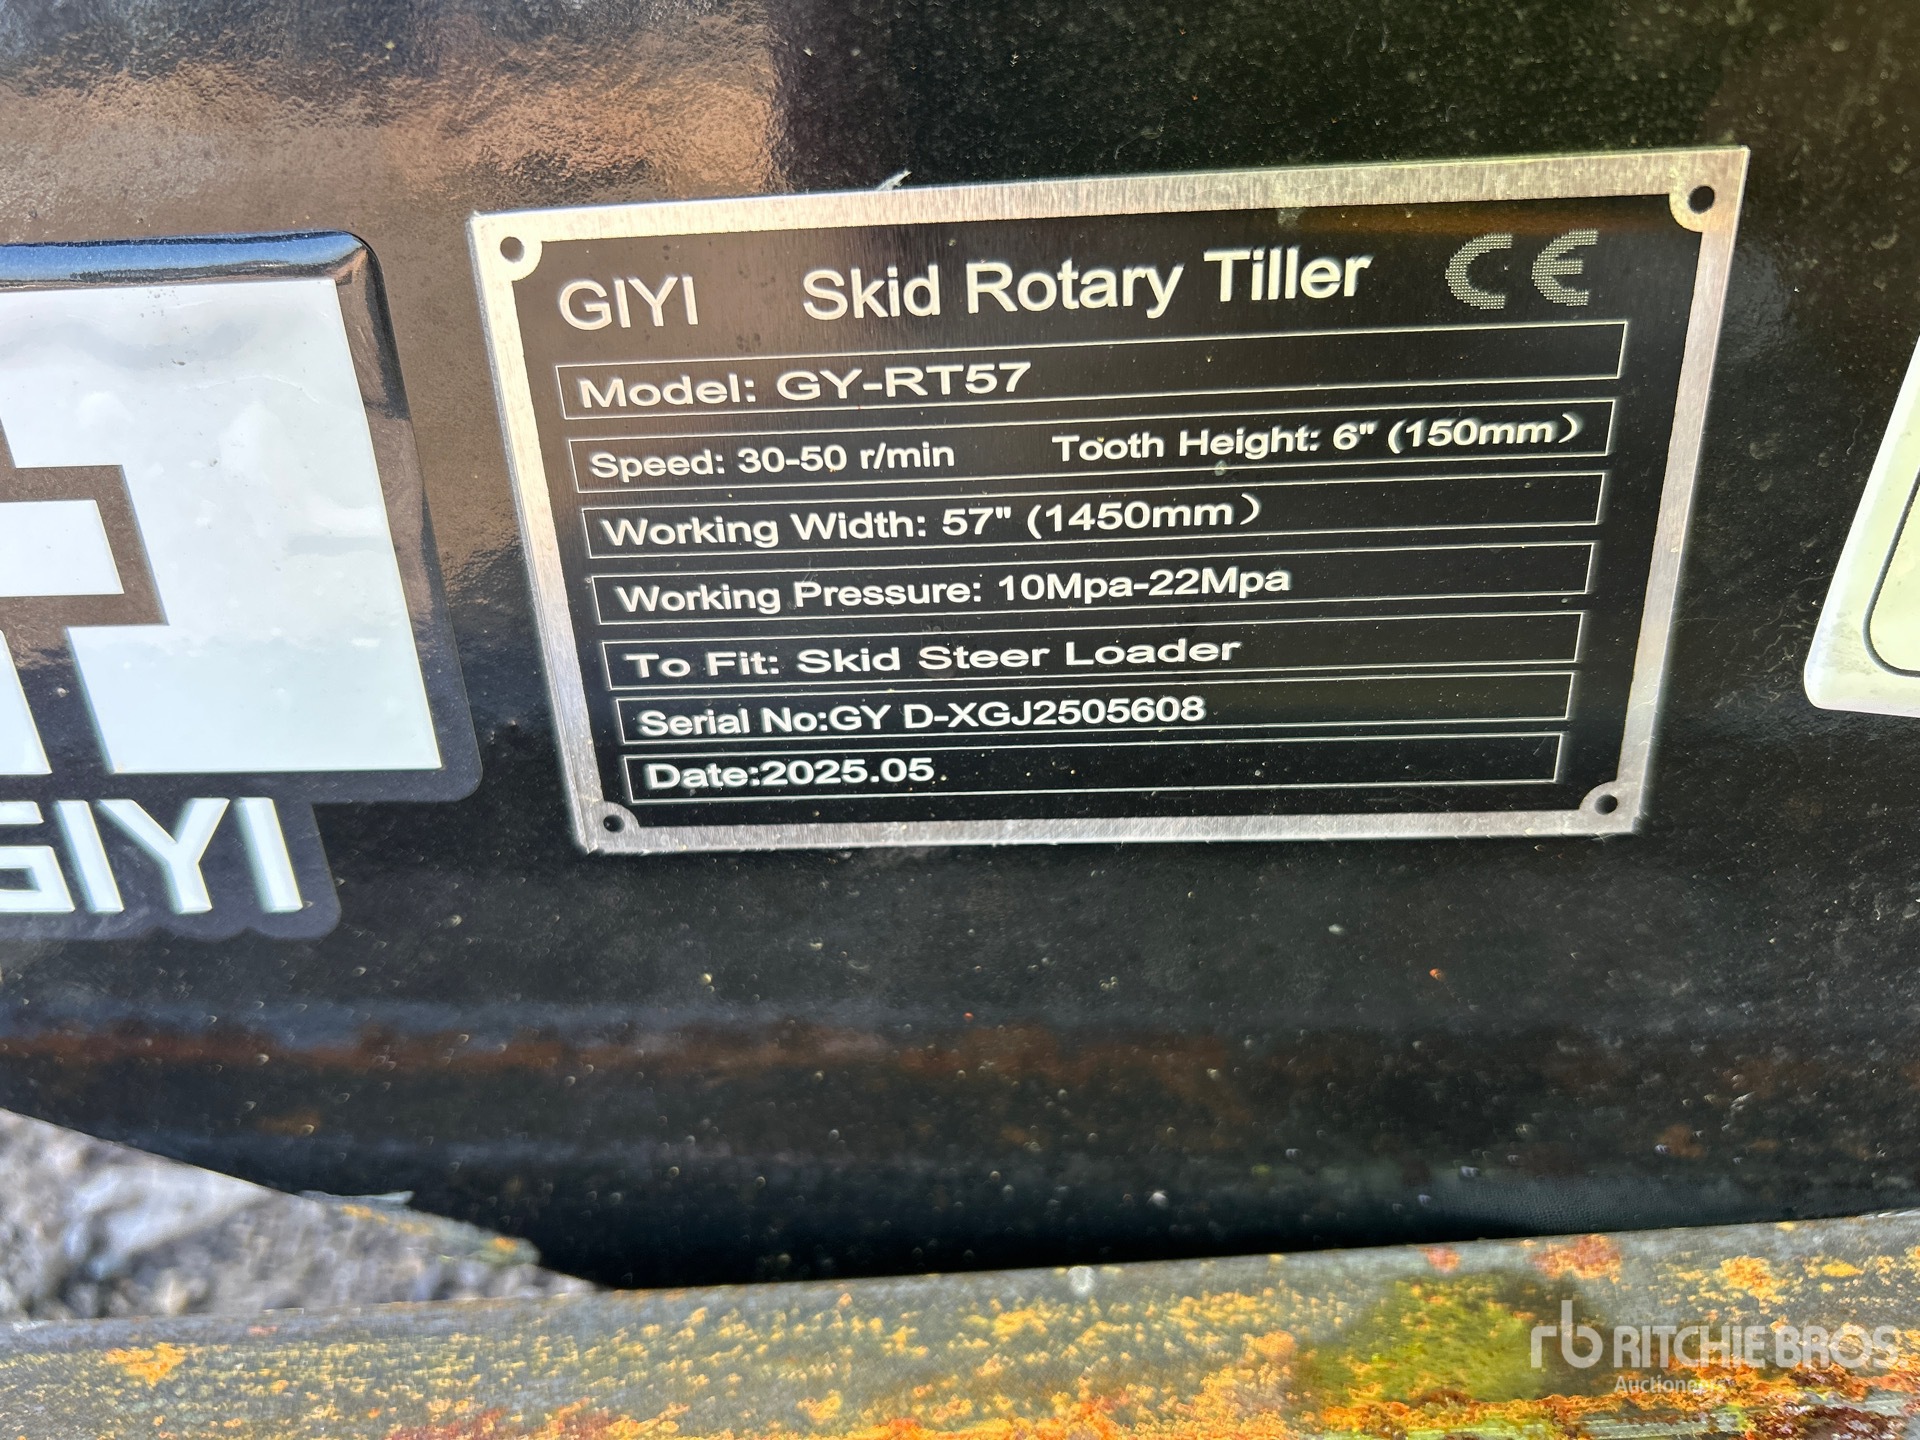 GIYI Skid Rotary Tiller CE
Model: GY-RT57
Speed: 30-50 r/min Tooth Height: 6" (150mm)
Working Width: 57" (1450mm)
Working Pressure: 10Mpa-22Mpa
To Fit: Skid Steer Loader
Serial No:GY D-XGJ2505608
Date:2025.05
GIYI
rb RITCHIE BROS
Auctioneers